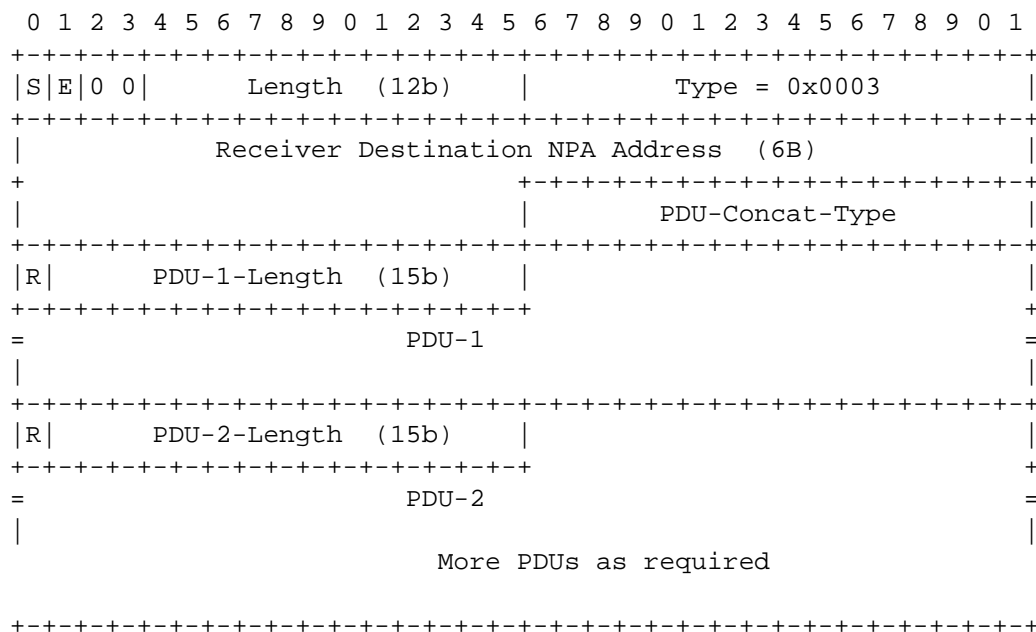 0 1 2 3 4 5 6 7 8 9 0 1 2 3 4 5 6 7 8 9 0 1 2 3 4 5 6 7 8 9 0 1
+-+-+-+-+-+-+-+-+-+-+-+-+-+-+-+-+-+-+-+-+-+-+-+-+-+-+-+-+-+-+-+-+
|S|E|0 0|      Length  (12b)    |         Type = 0x0003         |
+-+-+-+-+-+-+-+-+-+-+-+-+-+-+-+-+-+-+-+-+-+-+-+-+-+-+-+-+-+-+-+-+
|            Receiver Destination NPA Address  (6B)             |
+                               +-+-+-+-+-+-+-+-+-+-+-+-+-+-+-+-+
|                               |        PDU-Concat-Type        |
+-+-+-+-+-+-+-+-+-+-+-+-+-+-+-+-+-+-+-+-+-+-+-+-+-+-+-+-+-+-+-+-+
|R|      PDU-1-Length  (15b)    |                               |
+-+-+-+-+-+-+-+-+-+-+-+-+-+-+-+-+                               +
=                        PDU-1                                  =
|                                                               |
+-+-+-+-+-+-+-+-+-+-+-+-+-+-+-+-+-+-+-+-+-+-+-+-+-+-+-+-+-+-+-+-+
|R|      PDU-2-Length  (15b)    |                               |
+-+-+-+-+-+-+-+-+-+-+-+-+-+-+-+-+                               +
=                        PDU-2                                  =
|                                                               |
                           More PDUs as required

+-+-+-+-+-+-+-+-+-+-+-+-+-+-+-+-+-+-+-+-+-+-+-+-+-+-+-+-+-+-+-+-+